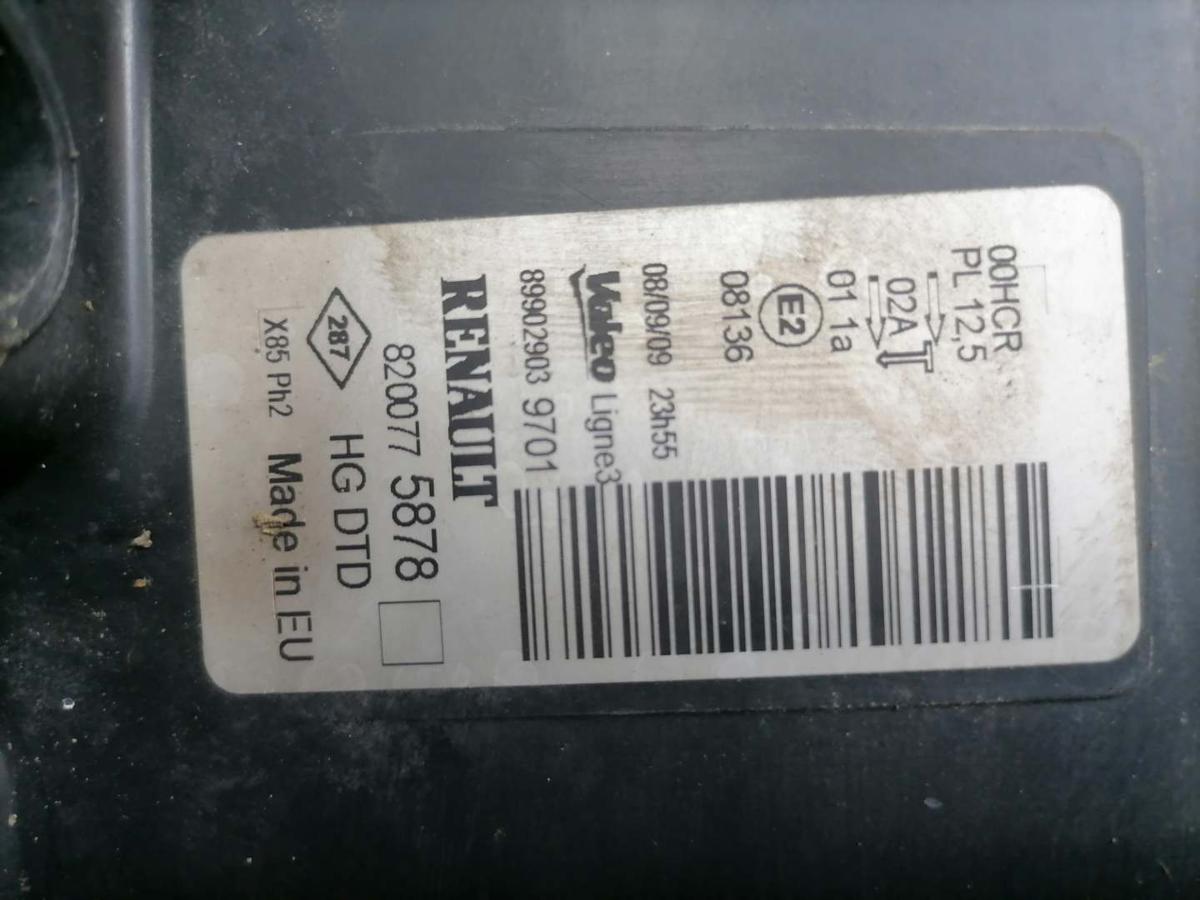 00HCR
PL 12,5
02A
01 1a
E2
08136
08/09/09 23h55
Valeo Ligne3
89902903 9701
RENAULT
820077 5878
287 HG DTD
X85 Ph2 Made in EU